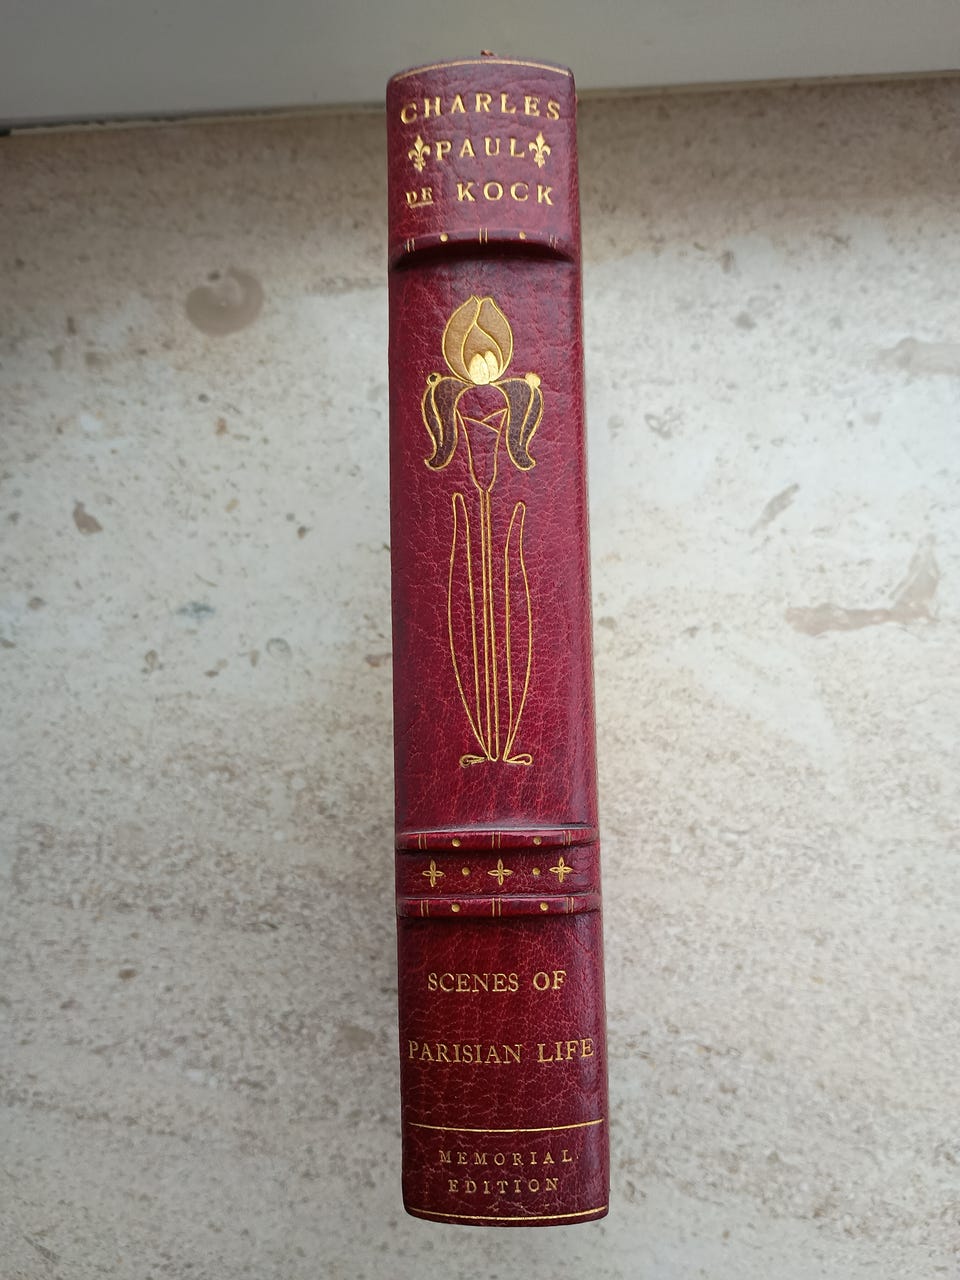 CHARLES
PAUL
DE KOCK
SCENES OF
PARISIAN LIFE
MEMORIAL
EDITION